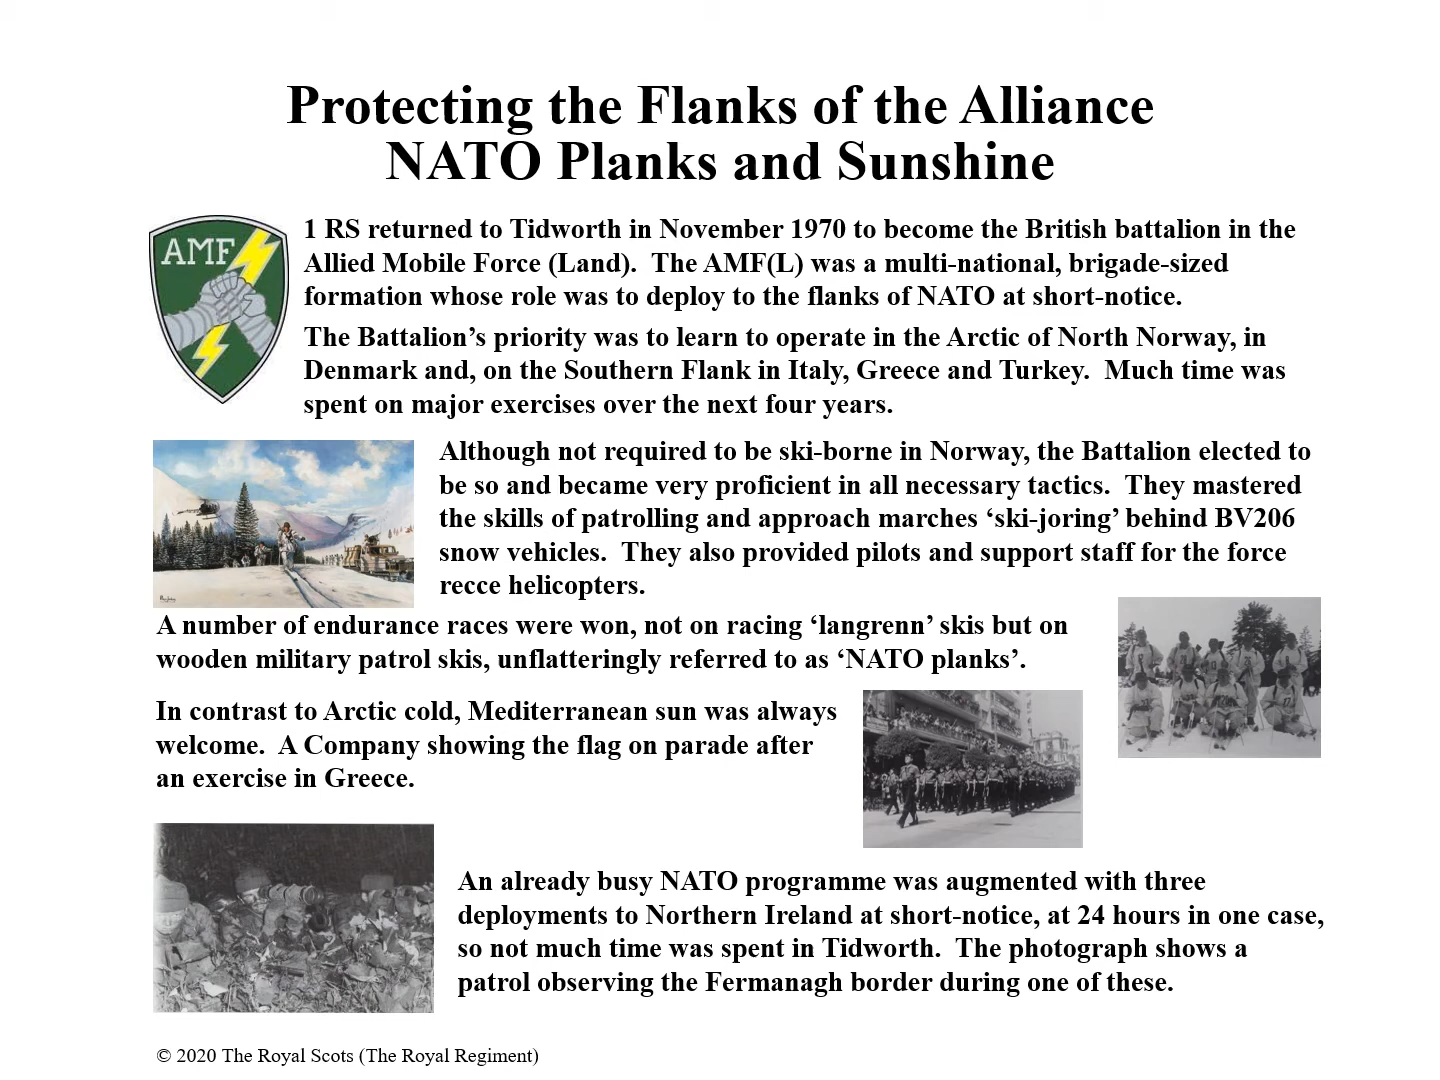 Protecting the Flanks of the Alliance
NATO Planks and Sunshine
AMF
1 RS returned to Tidworth in November 1970 to become the British battalion in the
Allied Mobile Force (Land).  The AMF(L) was a multi-national, brigade-sized
formation whose role was to deploy to the flanks of NATO at short-notice.
The Battalion’s priority was to learn to operate in the Arctic of North Norway, in
Denmark and, on the Southern Flank in Italy, Greece and Turkey.  Much time was
spent on major exercises over the next four years.
Although not required to be ski-borne in Norway, the Battalion elected to
be so and became very proficient in all necessary tactics.  They mastered
the skills of patrolling and approach marches ‘ski-joring’ behind BV206
snow vehicles.  They also provided pilots and support staff for the force
recce helicopters.
A number of endurance races were won, not on racing ‘langrenn’ skis but on
wooden military patrol skis, unflatteringly referred to as ‘NATO planks’.
In contrast to Arctic cold, Mediterranean sun was always
welcome.  A Company showing the flag on parade after
an exercise in Greece.
An already busy NATO programme was augmented with three
deployments to Northern Ireland at short-notice, at 24 hours in one case,
so not much time was spent in Tidworth.  The photograph shows a
patrol observing the Fermanagh border during one of these.
© 2020 The Royal Scots (The Royal Regiment)